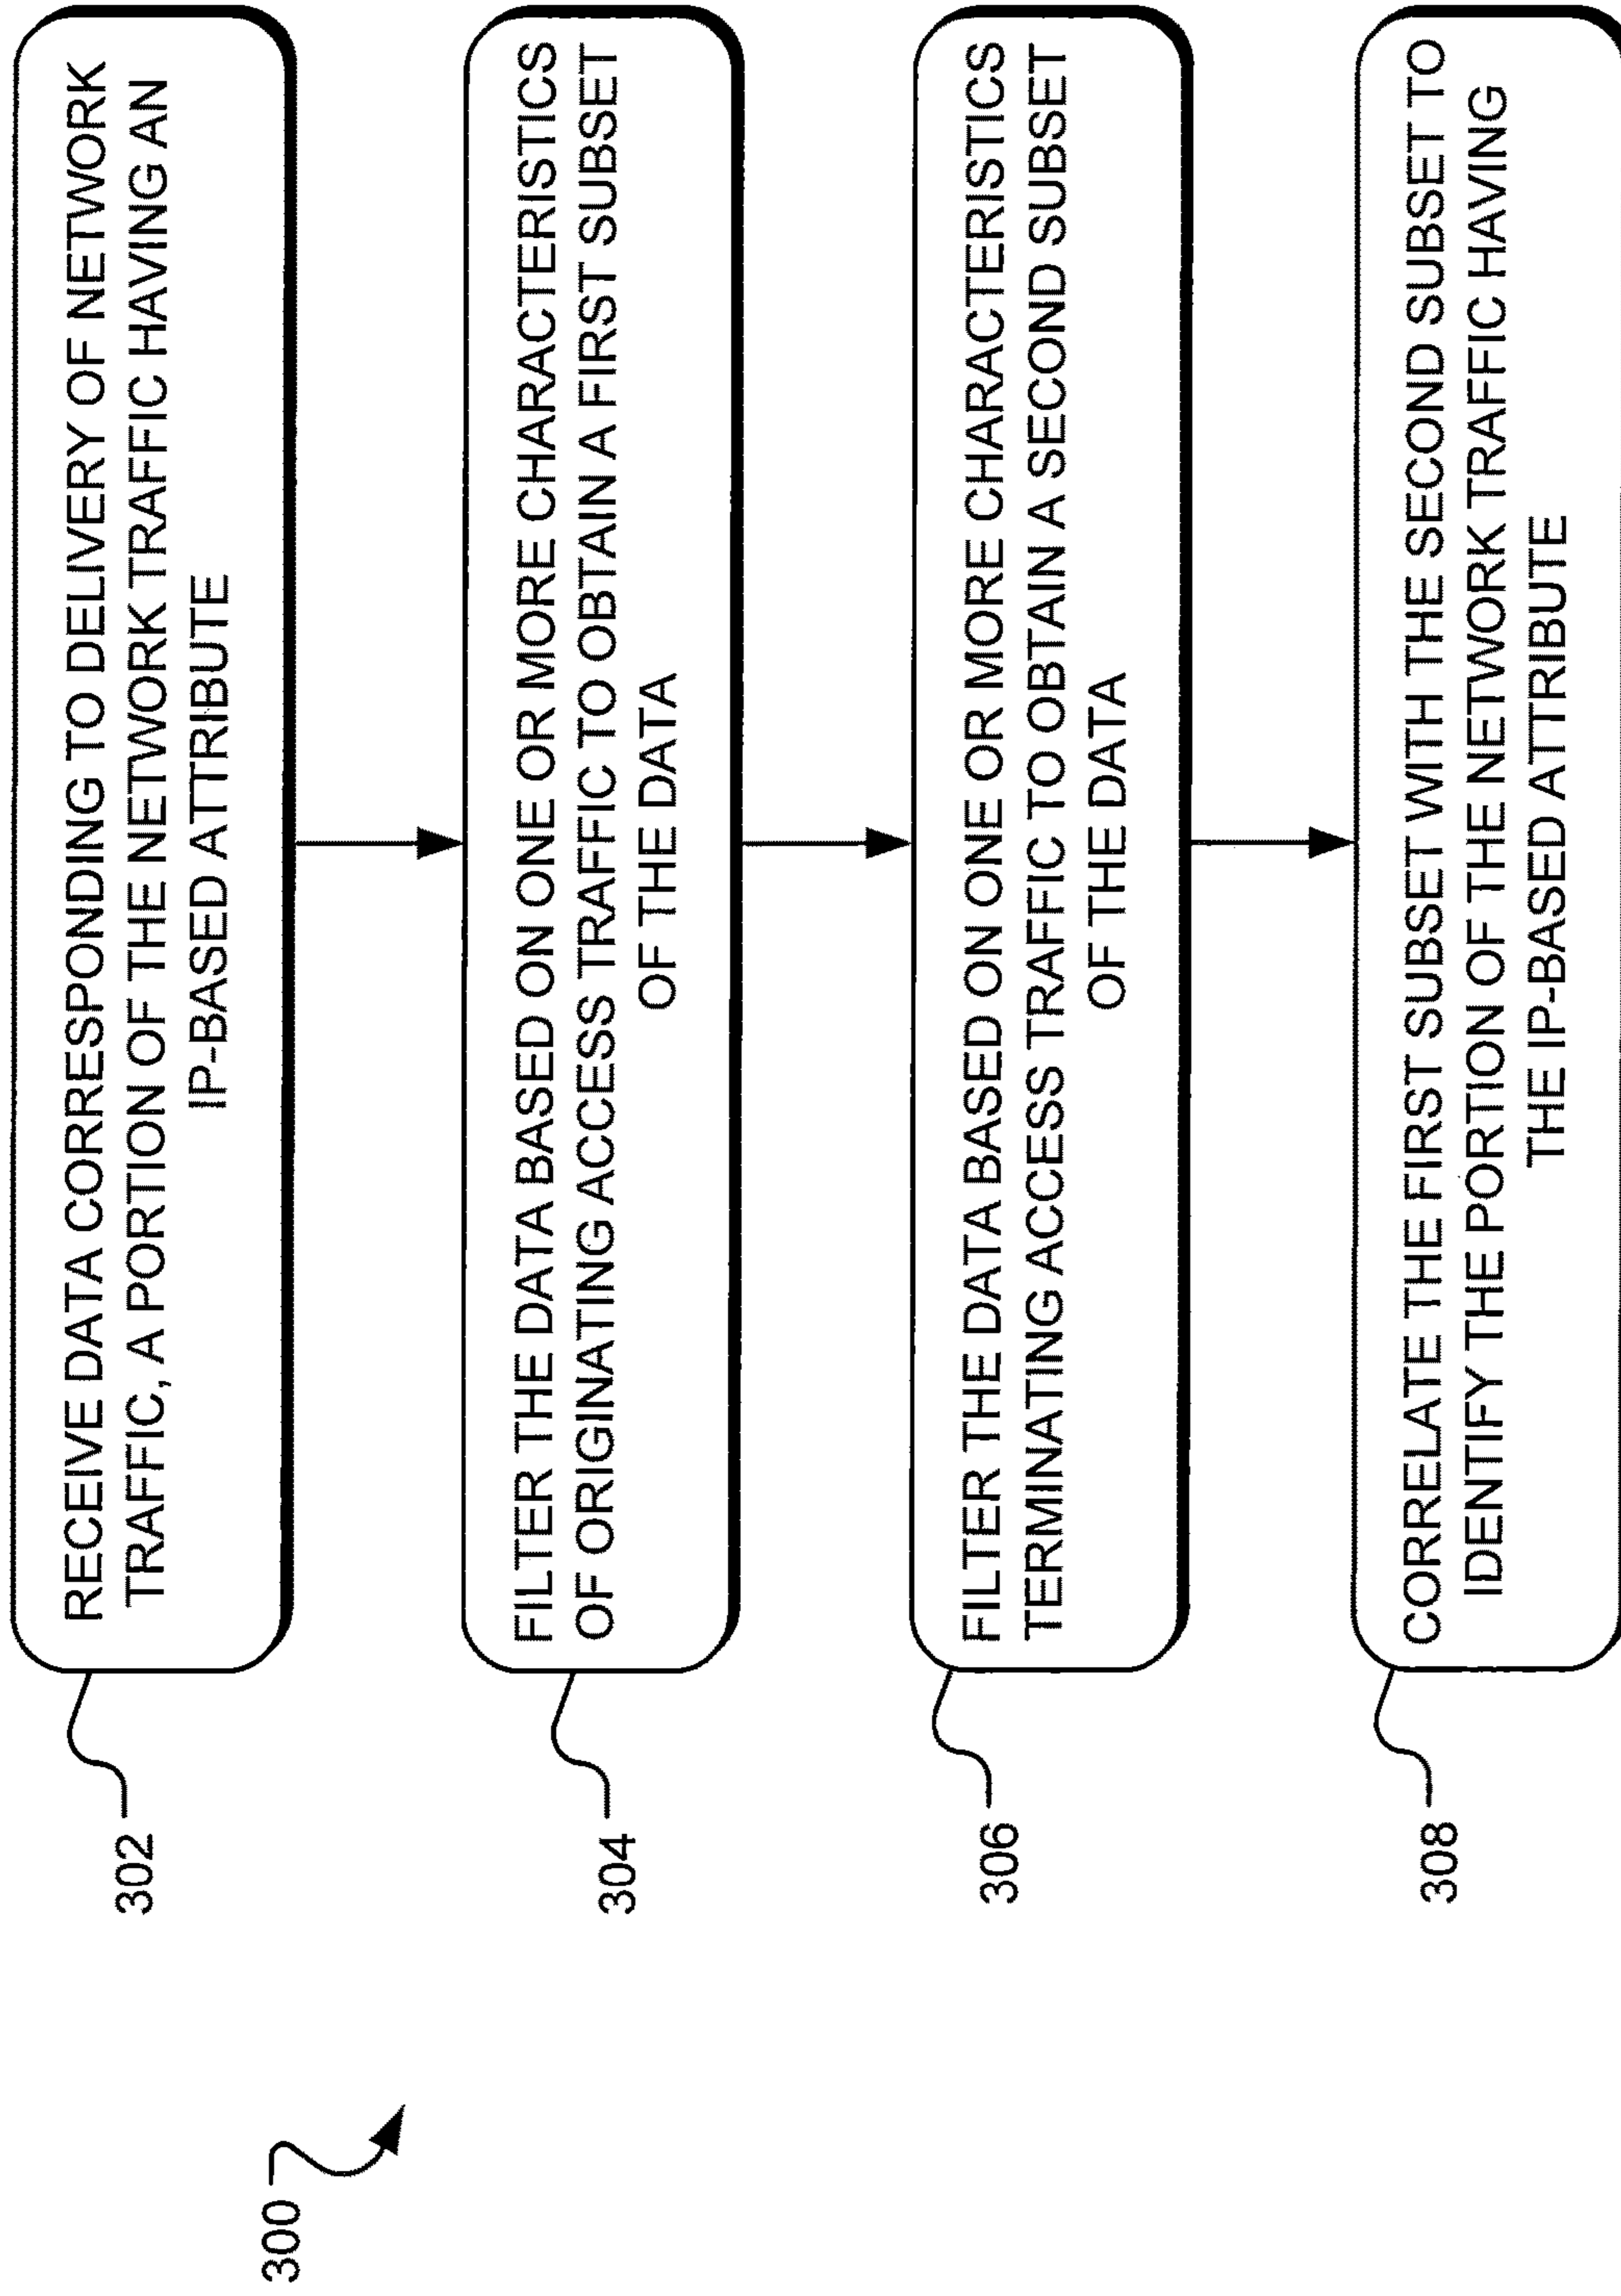 300
302
RECEIVE DATA CORRESPONDING TO DELIVERY OF NETWORK
TRAFFIC, A PORTION OF THE NETWORK TRAFFIC HAVING AN
IP-BASED ATTRIBUTE
304
FILTER THE DATA BASED ON ONE OR MORE CHARACTERISTICS
OF ORIGINATING ACCESS TRAFFIC TO OBTAIN A FIRST SUBSET
OF THE DATA
306
FILTER THE DATA BASED ON ONE OR MORE CHARACTERISTICS
TERMINATING ACCESS TRAFFIC TO OBTAIN A SECOND SUBSET
OF THE DATA
308
CORRELATE THE FIRST SUBSET WITH THE SECOND SUBSET TO
IDENTIFY THE PORTION OF THE NETWORK TRAFFIC HAVING
THE IP-BASED ATTRIBUTE